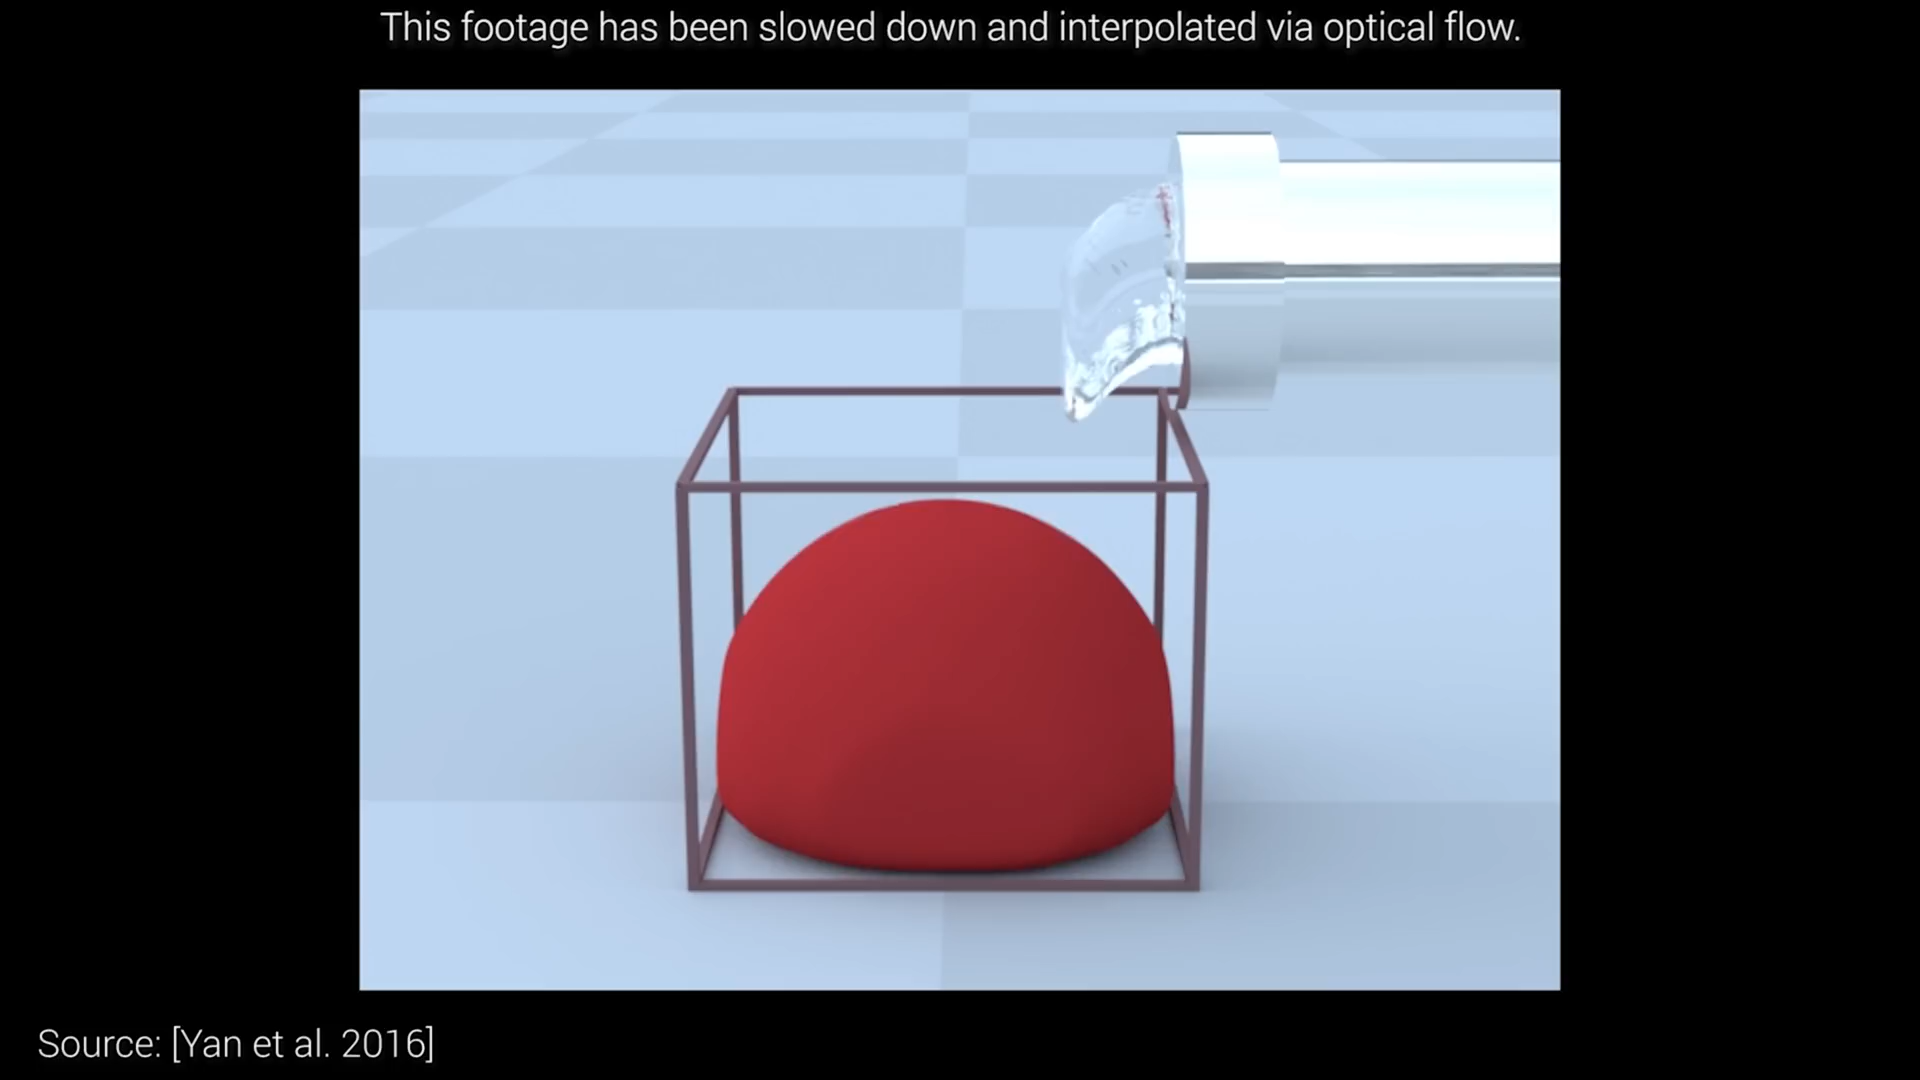 This footage has been slowed down and interpolated via optical flow.
Source: [Yan et al. 2016]